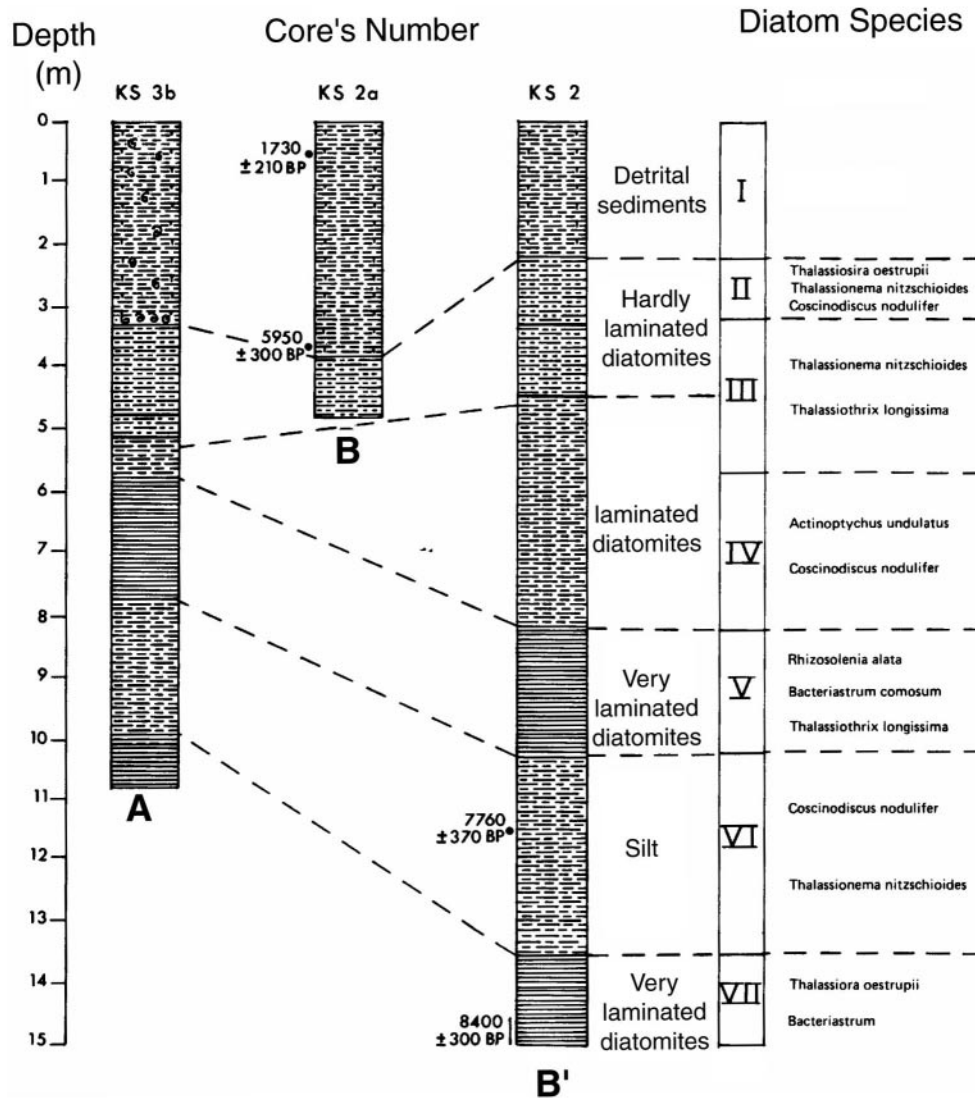 Depth
(m)
Core's Number
Diatom Species
KS 3b
KS 2a
KS 2
0
1
2
3
4
5
6
7
8
9
10
11
12
13
14
15
1730
± 210 BP
5950
± 300 BP
7760
± 370 BP
8400
± 300 BP
A
B
B'
Detrital
sediments
Hardly
laminated
diatomites
laminated
diatomites
Very
laminated
diatomites
Silt
Very
laminated
diatomites
I
II
III
IV
V
VI
VII
Thalassiosira oestrupii
Thalassionema nitzschioides
Coscinodiscus nodulifer
Thalassionema nitzschioides
Thalassiothrix longissima
Actinoptychus undulatus
Coscinodiscus nodulifer
Rhizosolenia alata
Bacteriastrum comosum
Thalassiothrix longissima
Coscinodiscus nodulifer
Thalassionema nitzschioides
Thalassiora oestrupii
Bacteriastrum